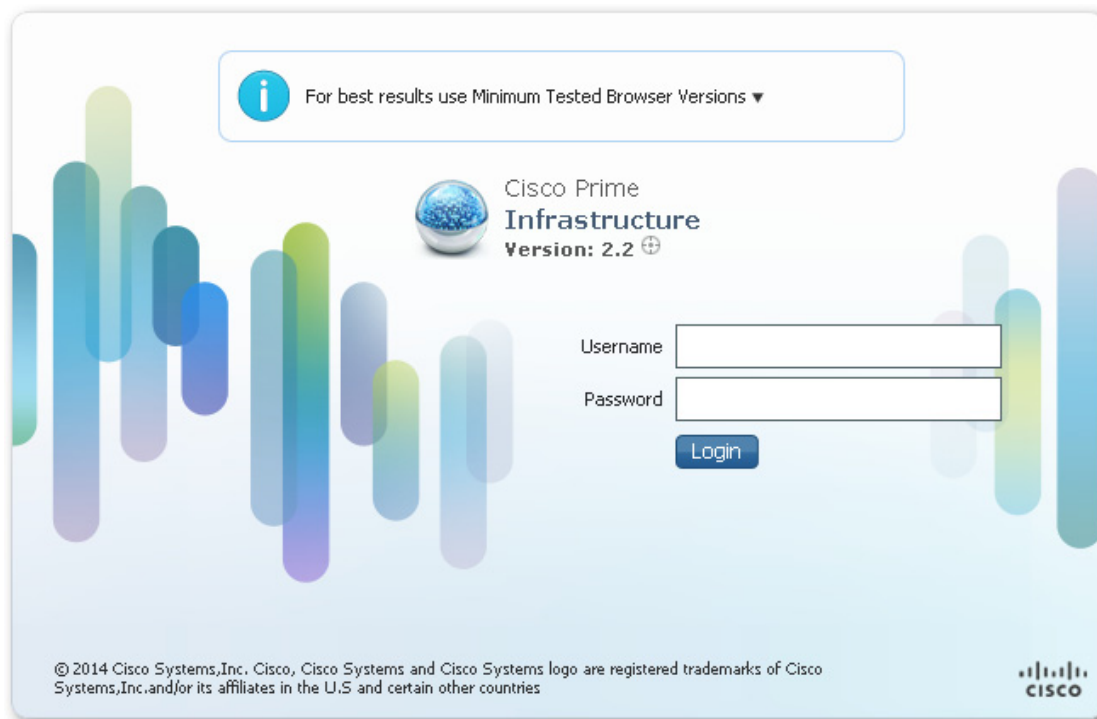 For best results use Minimum Tested Browser Versions ▾
Cisco Prime
Infrastructure
Version: 2.2
Username
Password
Login
© 2014 Cisco Systems,Inc. Cisco, Cisco Systems and Cisco Systems logo are registered trademarks of Cisco
Systems,Inc.and/or its affiliates in the U.S and certain other countries
CISCO